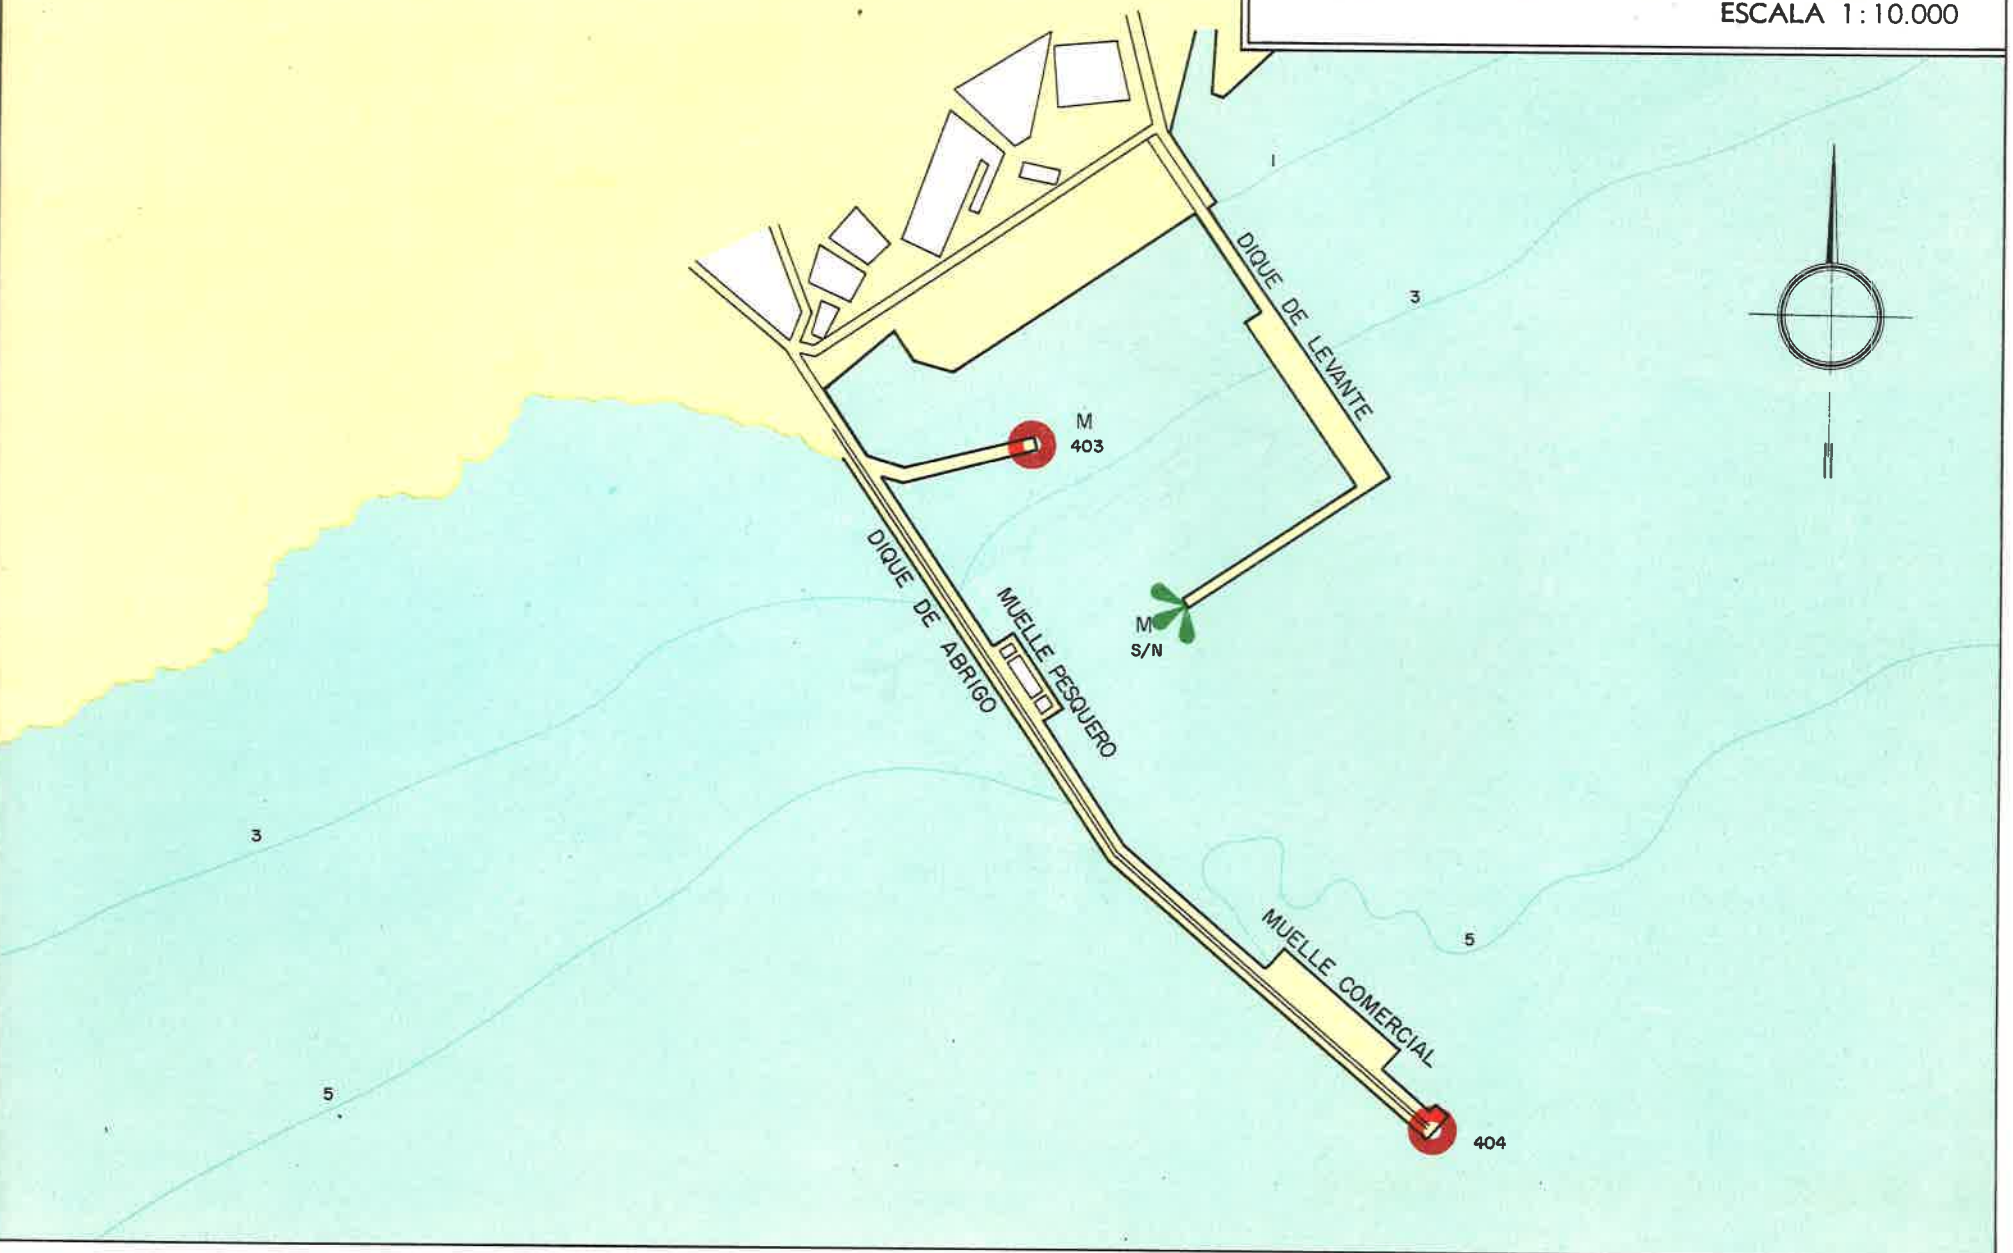 ESCALA 1:10.000
1
3
DIQUE DE LEVANTE
M
403
DIQUE DE ABRIGO
MUELLE PESQUERO
M
S/N
3
MUELLE COMERCIAL
5
5
404